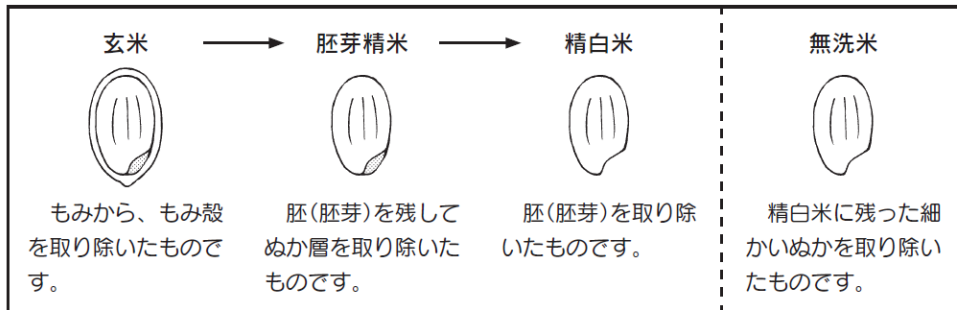 玄米
胚芽精米
精白米
無洗米
　もみから、もみ殻
を取り除いたもので
す。
　胚(胚芽)を残して
ぬか層を取り除いた
ものです。
　胚(胚芽)を取り除
いたものです。
　精白米に残った細
かいぬかを取り除い
たものです。